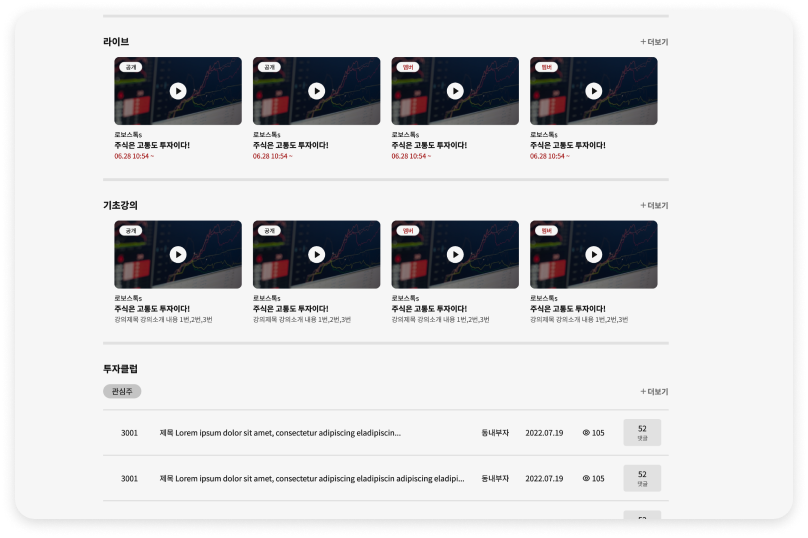 라이브
+ 더보기
공개 공개 멤버 멤버
로보스톡s 로보스톡s 로보스톡s 로보스톡s
주식은 고통도 투자이다! 주식은 고통도 투자이다! 주식은 고통도 투자이다! 주식은 고통도 투자이다!
06.28 10:54 ~ 06.28 10:54 ~ 06.28 10:54 ~ 06.28 10:54 ~
기초강의
+ 더보기
공개 공개 멤버 멤버
로보스톡s 로보스톡s 로보스톡s 로보스톡s
주식은 고통도 투자이다! 주식은 고통도 투자이다! 주식은 고통도 투자이다! 주식은 고통도 투자이다!
강의제목 강의소개 내용 1번,2번,3번 강의제목 강의소개 내용 1번,2번,3번 강의제목 강의소개 내용 1번,2번,3번 강의제목 강의소개 내용 1번,2번,3번
투자클럽
관심주
+ 더보기
3001 제목 Lorem ipsum dolor sit amet, consectetur adipiscing eladipiscin... 동내부자 2022.07.19 105 52
댓글
3001 제목 Lorem ipsum dolor sit amet, consectetur adipiscing eladipiscin adipiscing eladipi... 동내부자 2022.07.19 105 52
댓글